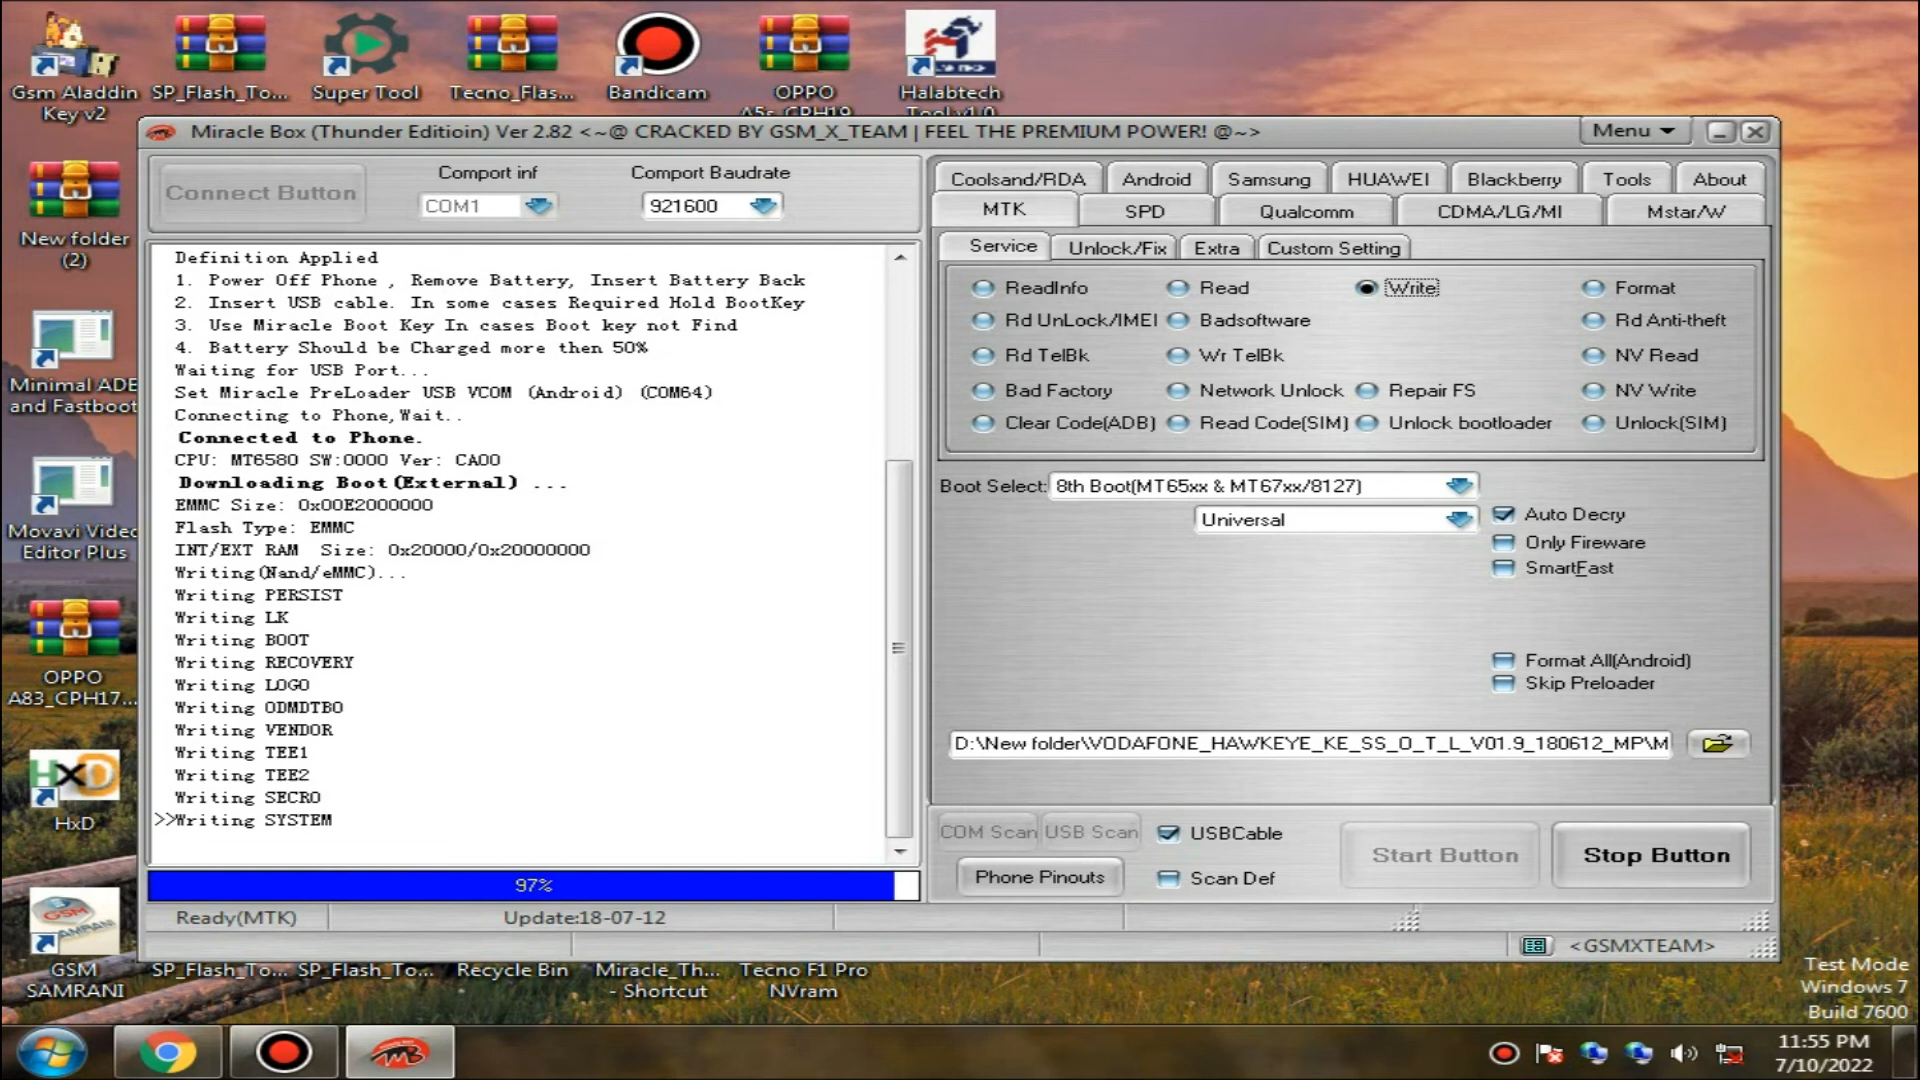 Gsm Aladdin
Key v2
SP_Flash_To...
Super Tool
Tecno_Flas...
Bandicam
OPPO
Halabtech
New folder
(2)
Minimal ADE
and Fastboot
Movavi Video
Editor Plus
OPPO
A83_CPH17...
HxD
GSM
SAMRANI
Miracle Box (Thunder Editioin) Ver 2.82 <~@ CRACKED BY GSM_X_TEAM | FEEL THE PREMIUM POWER! @~>
Menu
Connect Button
Comport inf
COM1
Comport Baudrate
921600
Definition Applied
1. Power Off Phone , Remove Battery, Insert Battery Back
2. Insert USB cable. In some cases Required Hold BootKey
3. Use Miracle Boot Key In cases Boot key not Find
4. Battery Should be Charged more then 50%
Waiting for USB Port...
Set Miracle PreLoader USB VCOM (Android) (COM64)
Connecting to Phone,Wait..
Connected to Phone.
CPU: MT6580 SW:0000 Ver: CA00
Downloading Boot(External) ...
EMMC Size: 0x00E2000000
Flash Type: EMMC
INT/EXT RAM Size: 0x20000/0x20000000
Writing(Nand/eMMC)...
Writing PERSIST
Writing LK
Writing BOOT
Writing RECOVERY
Writing LOGO
Writing ODMDTBO
Writing VENDOR
Writing TEE1
Writing TEE2
Writing SECRO
>>Writing SYSTEM
97%
Ready(MTK)
Update:18-07-12
Coolsand/RDA
Android
Samsung
HUAWEI
Blackberry
Tools
About
MTK
SPD
Qualcomm
CDMA/LG/MI
Mstar/W
Service
Unlock/Fix
Extra
Custom Setting
ReadInfo
Read
Write
Format
Rd UnLock/IMEI
Badsoftware
Rd Anti-theft
Rd TelBk
Wr TelBk
NV Read
Bad Factory
Network Unlock
Repair FS
NV Write
Clear Code(ADB)
Read Code(SIM)
Unlock bootloader
Unlock(SIM)
Boot Select:
8th Boot(MT65xx & MT67xx/8127)
Universal
Auto Decry
Only Fireware
SmartFast
Format All(Android)
Skip Preloader
D:\New folder\VODAFONE_HAWKEYE_KE_SS_O_T_L_V01.9_180612_MP\M
COM Scan
USB Scan
USBCable
Phone Pinouts
Scan Def
Start Button
Stop Button
<GSMXTEAM>
SP_Flash_To...
SP_Flash_To...
Recycle Bin
Miracle_Th...
- Shortcut
Tecno F1 Pro
NVram
Test Mode
Windows 7
Build 7600
11:55 PM
7/10/2022